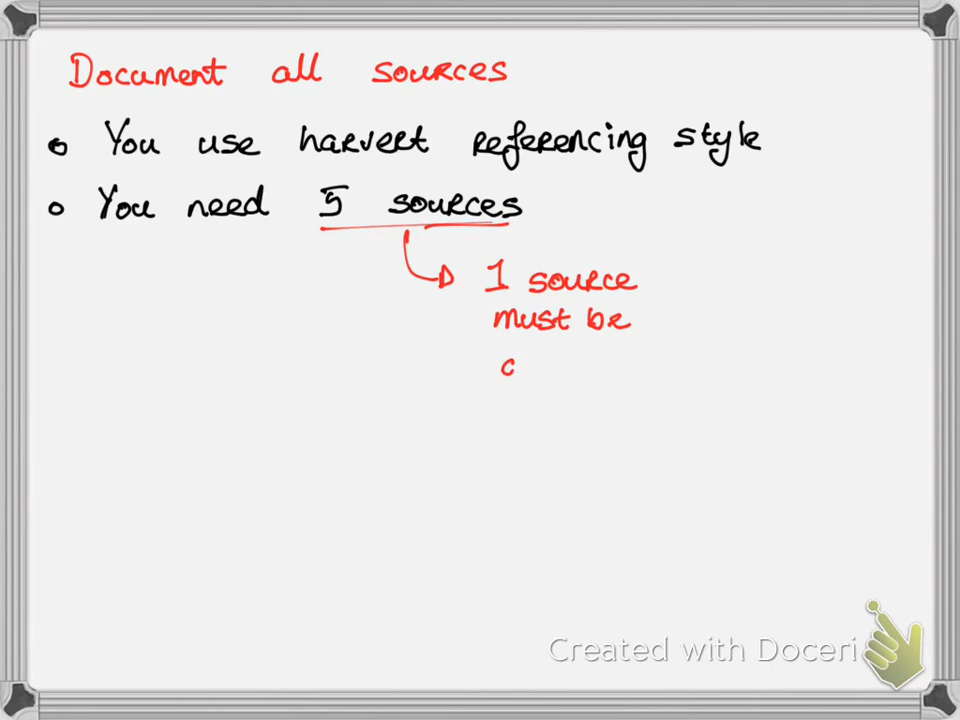 Document all sources
You use harvert referencing style
You need 5 sources
1 source
must be
c
Created with Doceri